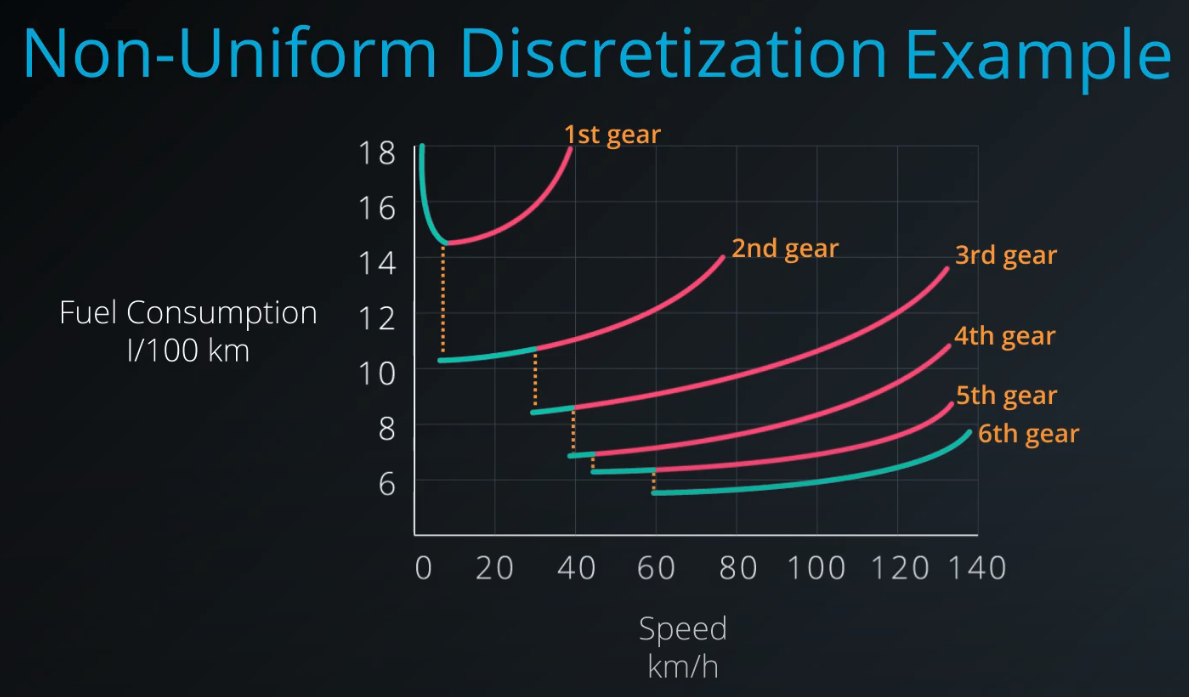 Non-Uniform Discretization Example
1st gear
18
16
2nd gear
3rd gear
14
Fuel Consumption
l/100 km
12
4th gear
10
5th gear
8
6th gear
6
0 20 40 60 80 100 120 140
Speed
km/h